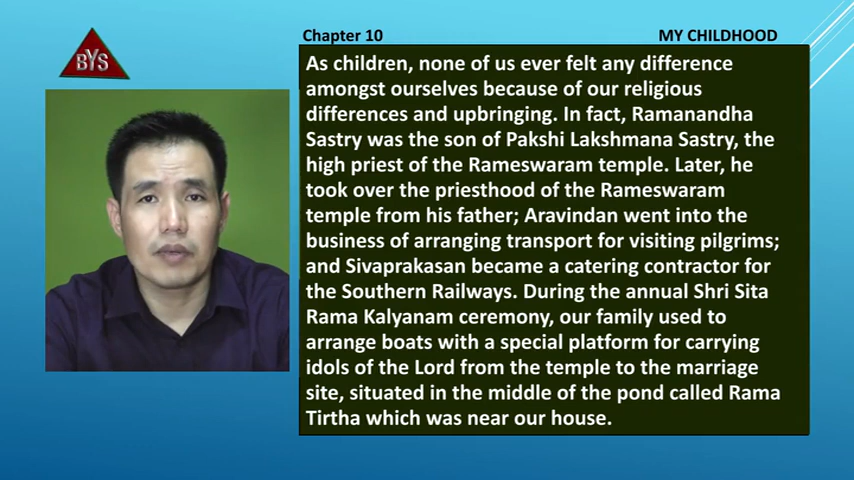 BYS
Chapter 10 MY CHILDHOOD
As children, none of us ever felt any difference
amongst ourselves because of our religious
differences and upbringing. In fact, Ramanandha
Sastry was the son of Pakshi Lakshmana Sastry, the
high priest of the Rameswaram temple. Later, he
took over the priesthood of the Rameswaram
temple from his father; Aravindan went into the
business of arranging transport for visiting pilgrims;
and Sivaprakasan became a catering contractor for
the Southern Railways. During the annual Shri Sita
Rama Kalyanam ceremony, our family used to
arrange boats with a special platform for carrying
idols of the Lord from the temple to the marriage
site, situated in the middle of the pond called Rama
Tirtha which was near our house.